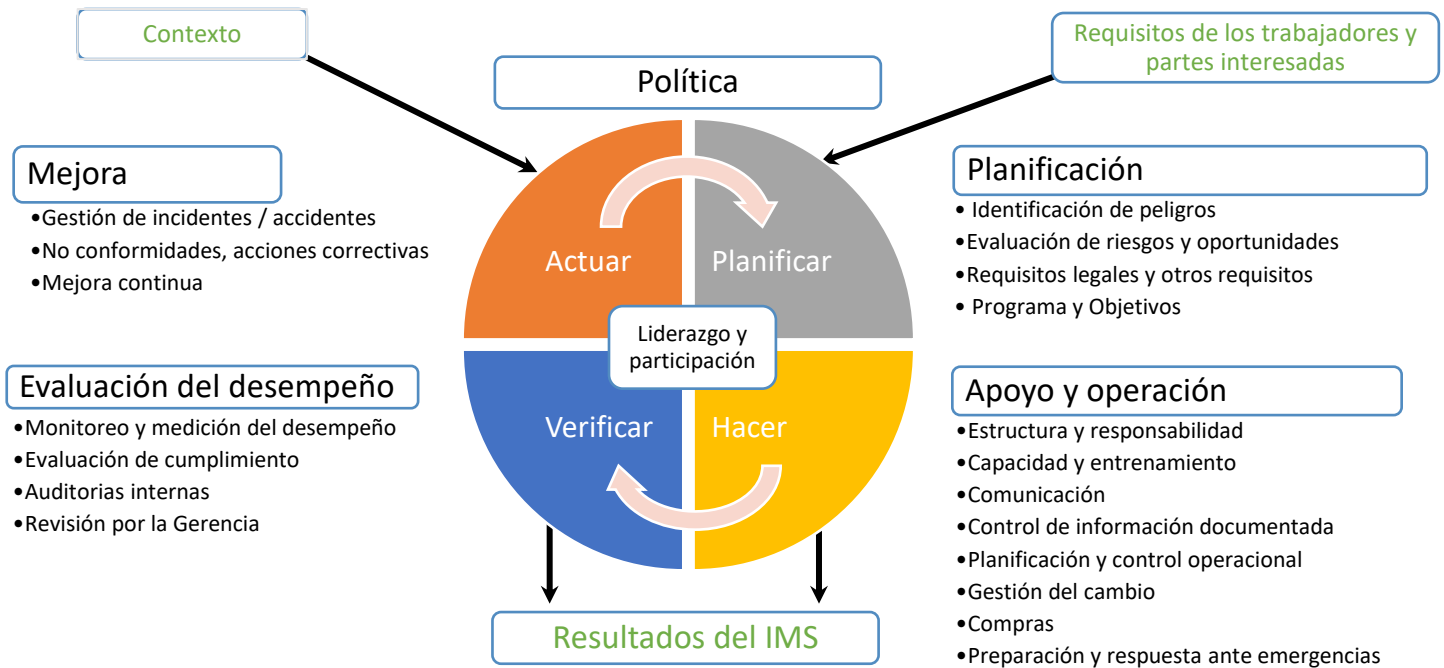 Contexto
Requisitos de los trabajadores y
partes interesadas
Política
Mejora
•Gestión de incidentes / accidentes
•No conformidades, acciones correctivas
•Mejora continua
Planificación
• Identificación de peligros
•Evaluación de riesgos y oportunidades
•Requisitos legales y otros requisitos
• Programa y Objetivos
Actuar
Planificar
Liderazgo y
participación
Verificar
Hacer
Evaluación del desempeño
•Monitoreo y medición del desempeño
•Evaluación de cumplimiento
•Auditorias internas
•Revisión por la Gerencia
Apoyo y operación
•Estructura y responsabilidad
•Capacidad y entrenamiento
•Comunicación
•Control de información documentada
•Planificación y control operacional
•Gestión del cambio
•Compras
•Preparación y respuesta ante emergencias
Resultados del IMS